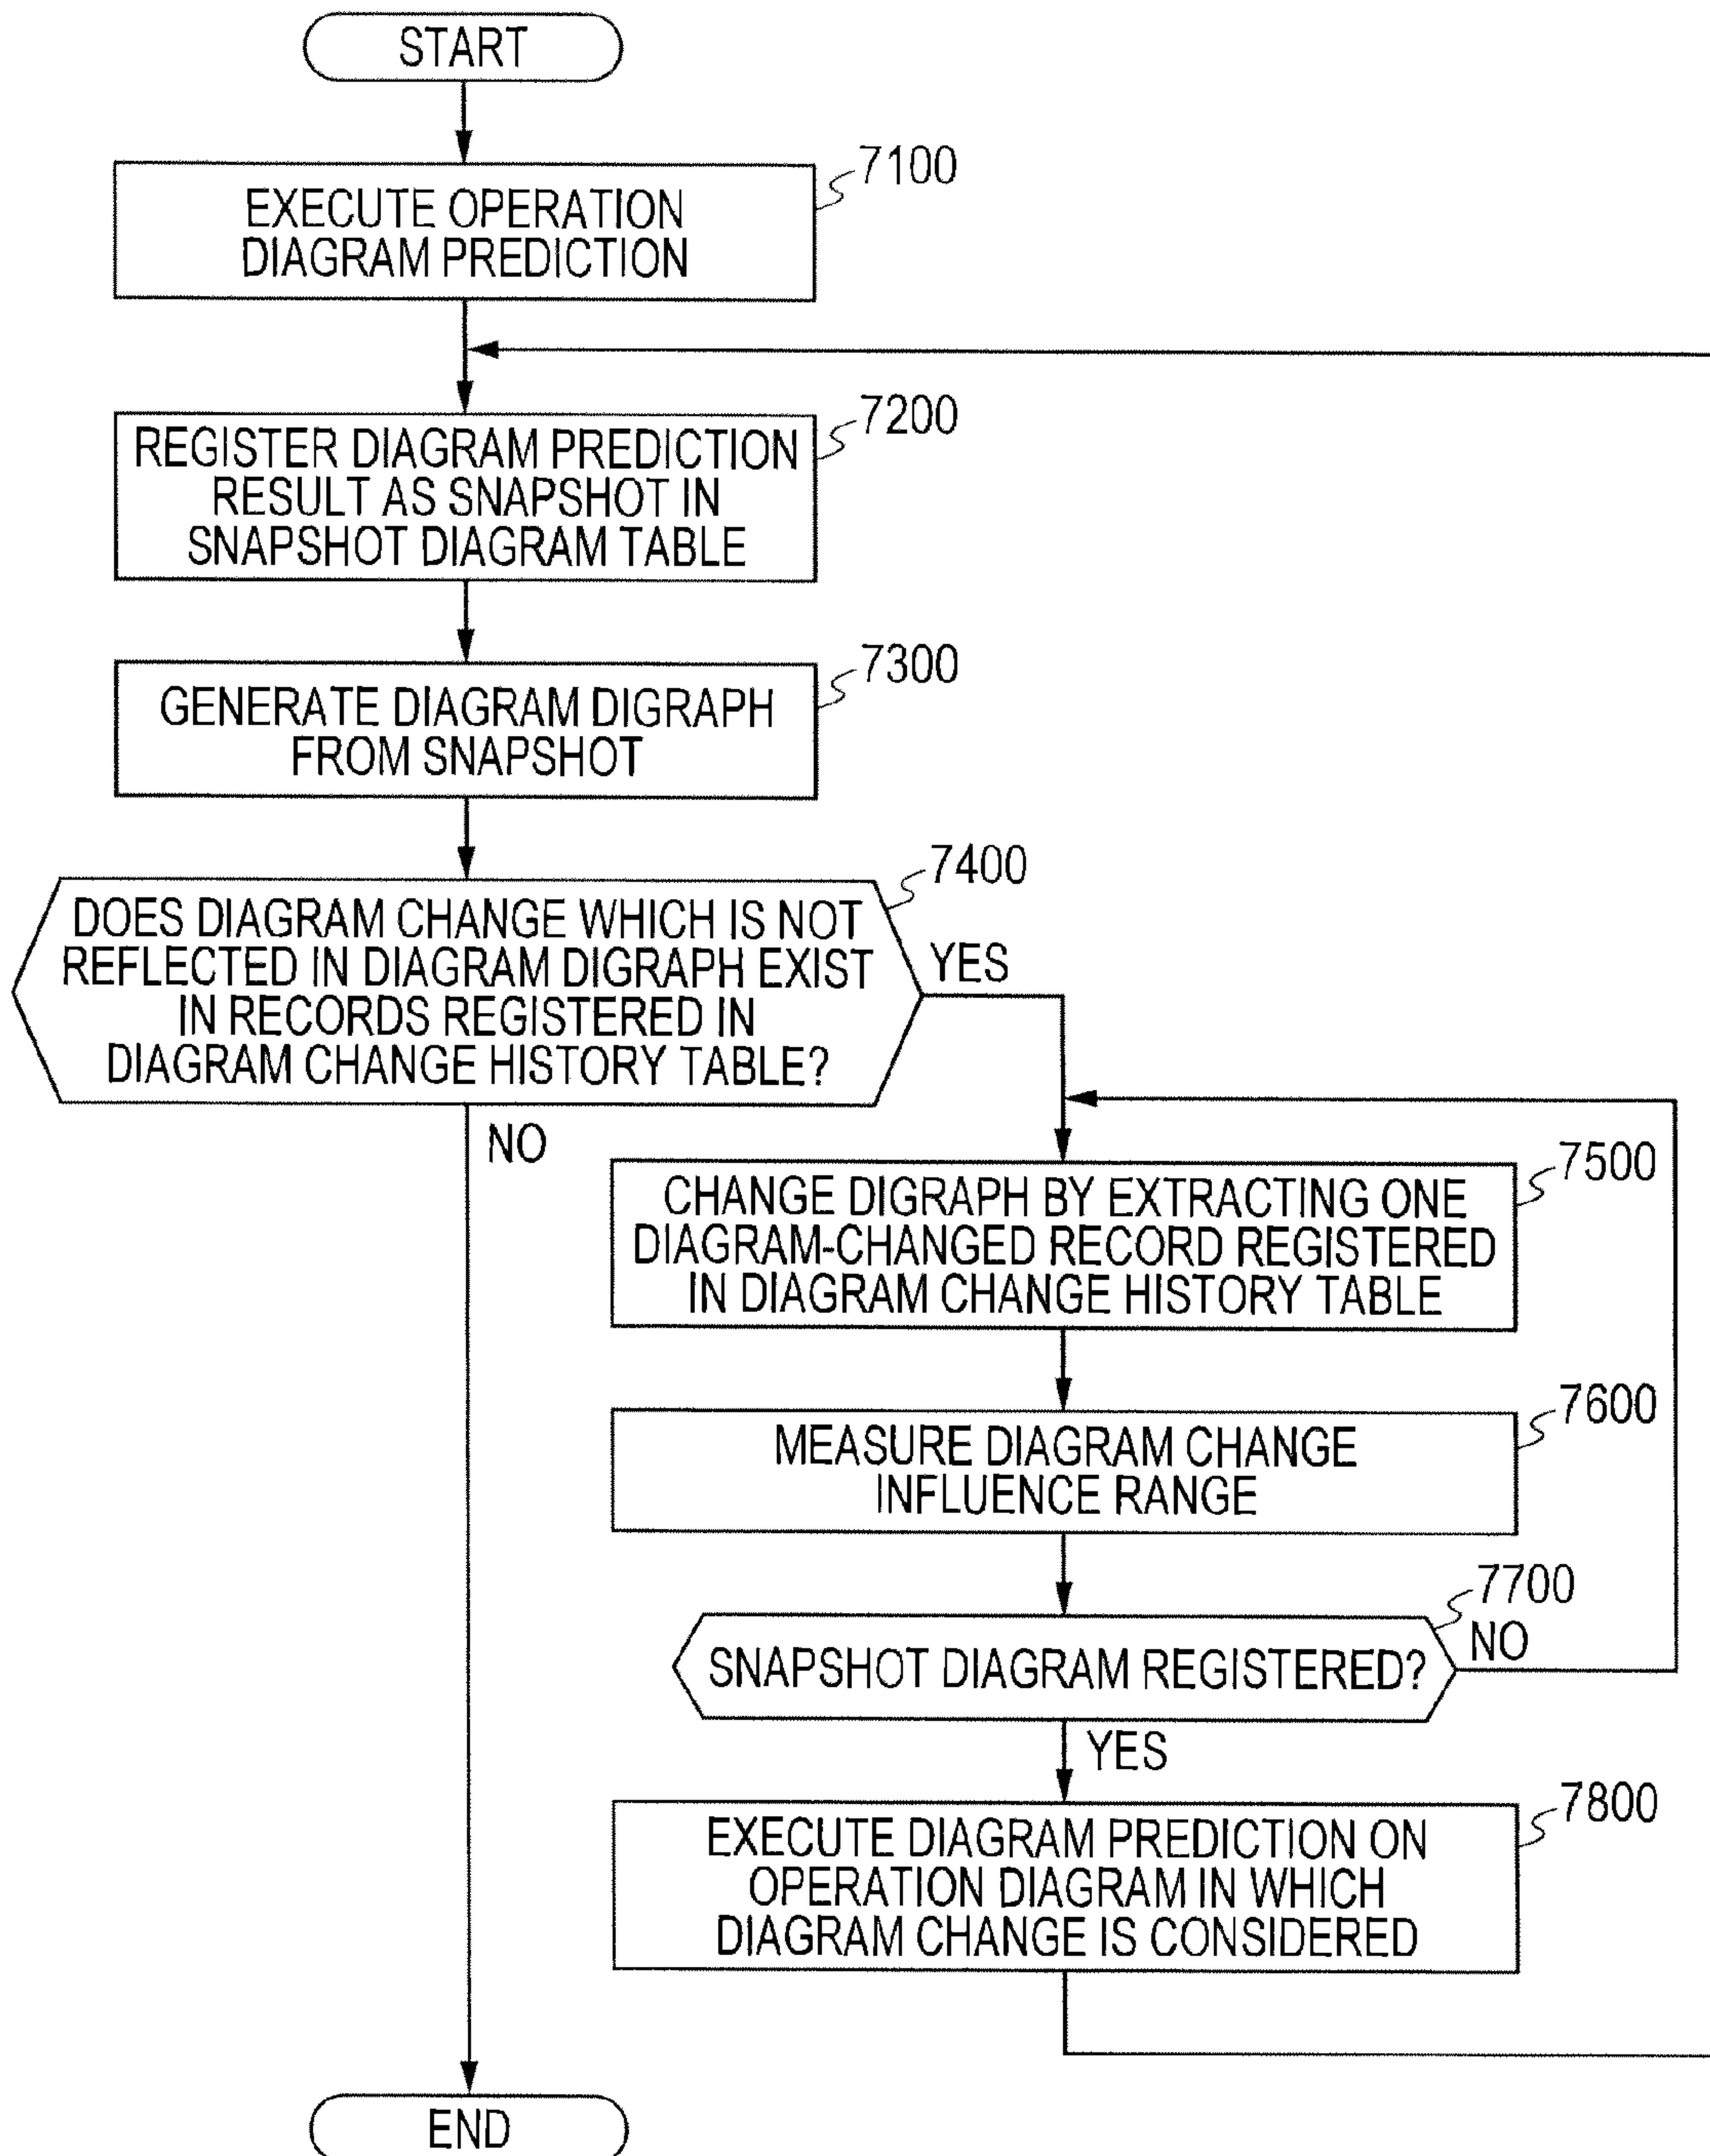 START
7100
EXECUTE OPERATION
DIAGRAM PREDICTION
7200
REGISTER DIAGRAM PREDICTION
RESULT AS SNAPSHOT IN
SNAPSHOT DIAGRAM TABLE
7300
GENERATE DIAGRAM DIGRAPH
FROM SNAPSHOT
7400
DOES DIAGRAM CHANGE WHICH IS NOT
REFLECTED IN DIAGRAM DIGRAPH EXIST
IN RECORDS REGISTERED IN
DIAGRAM CHANGE HISTORY TABLE?
YES
NO
7500
CHANGE DIGRAPH BY EXTRACTING ONE
DIAGRAM-CHANGED RECORD REGISTERED
IN DIAGRAM CHANGE HISTORY TABLE
7600
MEASURE DIAGRAM CHANGE
INFLUENCE RANGE
7700
SNAPSHOT DIAGRAM REGISTERED?
NO
YES
7800
EXECUTE DIAGRAM PREDICTION ON
OPERATION DIAGRAM IN WHICH
DIAGRAM CHANGE IS CONSIDERED
END